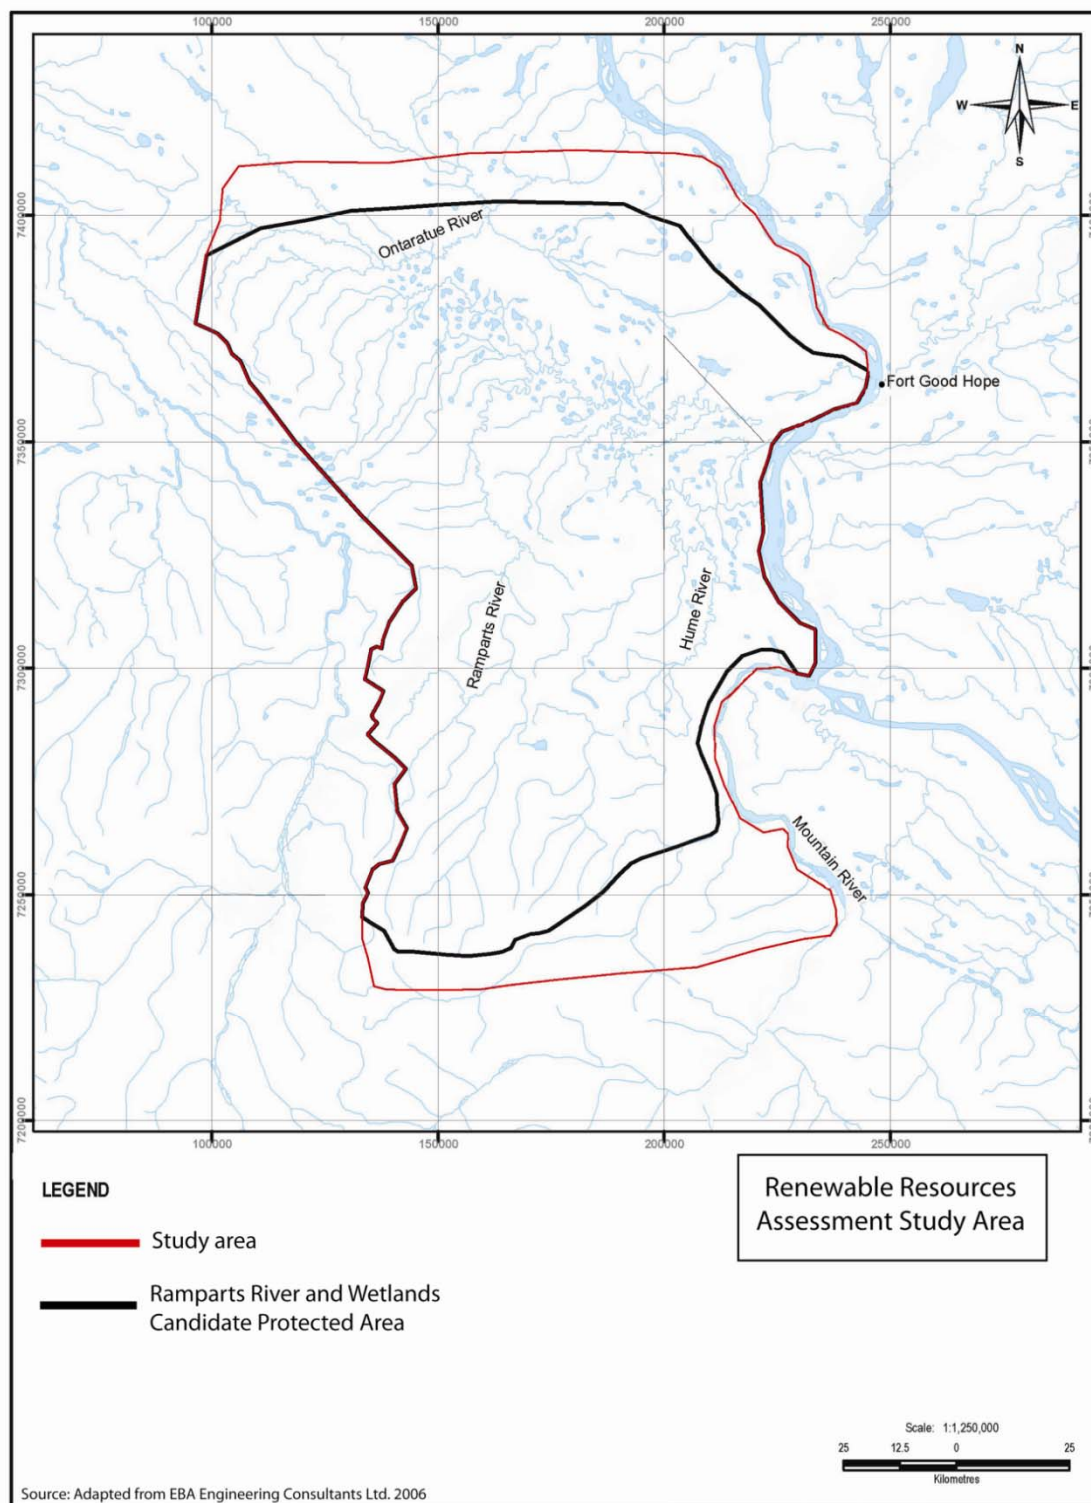 100000 150000 200000 250000
N
W E
S
7400000
Ontaratue River
Fort Good Hope
7350000
Ramparts River
Hume River
7300000
Mountain River
7250000
7200000
100000 150000 200000 250000
LEGEND
Study area
Ramparts River and Wetlands
Candidate Protected Area
Renewable Resources
Assessment Study Area
Scale: 1:1,250,000
25 12.5 0 25
Kilometres
Source: Adapted from EBA Engineering Consultants Ltd. 2006